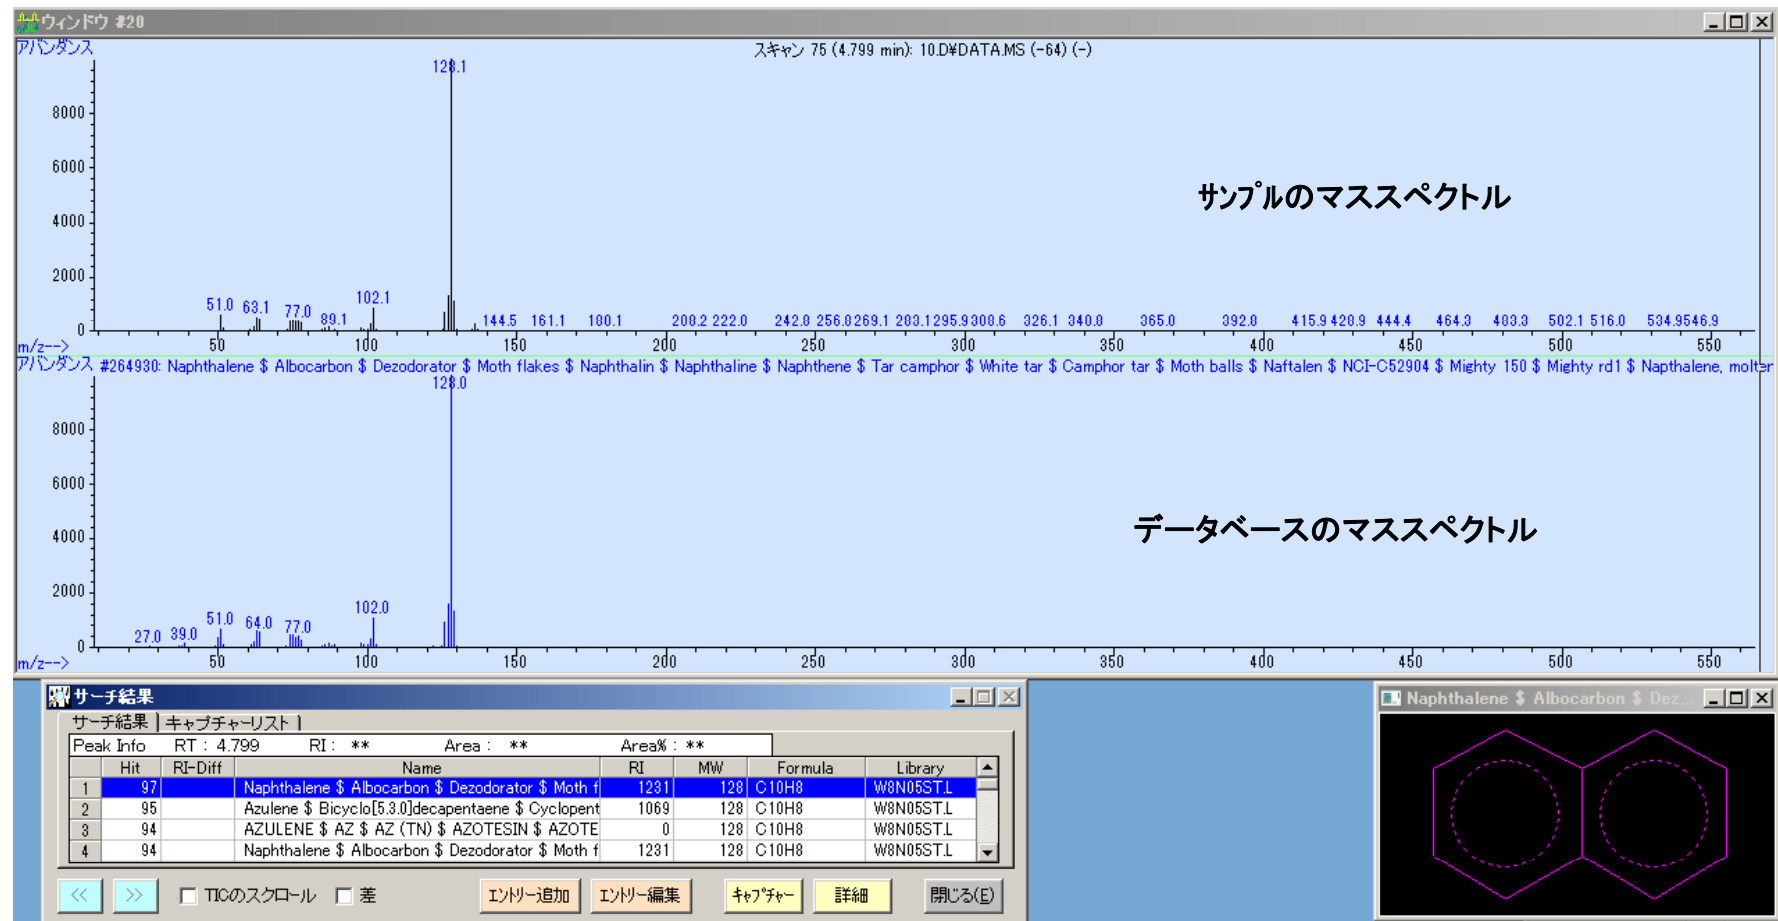 ウィンドウ #20
アバンダンス
スキャン 75 (4.799 min): 10.D¥DATA.MS (-64) (-)
128.1
8000
6000
サンプルのマススペクトル
4000
2000
51.0 63.1 77.0 89.1 102.1 144.5 161.1 180.1 208.2 222.0 242.0 256.0 269.1 283.1 295.9 308.6 326.1 340.0 365.0 392.0 415.9 428.9 444.4 464.3 483.3 502.1 516.0 534.9 546.9
0
m/z--> 50 100 150 200 250 300 350 400 450 500 550
アバンダンス #264930: Naphthalene $ Albocarbon $ Dezodorator $ Moth flakes $ Naphthalin $ Naphthaline $ Naphthene $ Tar camphor $ White tar $ Camphor tar $ Moth balls $ Naftalen $ NCI-C52904 $ Mighty 150 $ Mighty rd1 $ Napthalene, molten
128.0
8000
6000
データベースのマススペクトル
4000
2000
27.0 39.0 51.0 64.0 77.0 102.0
0
m/z--> 50 100 150 200 250 300 350 400 450 500 550
サーチ結果
サーチ結果 キャプチャーリスト
Peak Info RT : 4.799 RI : ** Area : ** Area% : **
Hit RI-Diff Name RI MW Formula Library
1 97 Naphthalene $ Albocarbon $ Dezodorator $ Moth f 1231 128 C10H8 W8N05ST.L
2 95 Azulene $ Bicyclo[5.3.0]decapentaene $ Cyclopent 1069 128 C10H8 W8N05ST.L
3 94 AZULENE $ AZ $ AZ (TN) $ AZOTESIN $ AZOTE 0 128 C10H8 W8N05ST.L
4 94 Naphthalene $ Albocarbon $ Dezodorator $ Moth f 1231 128 C10H8 W8N05ST.L
<< >> TICのスクロール 差 エントリー追加 エントリー編集 キャプチャー 詳細 閉じる(E)
Naphthalene $ Albocarbon $ Dez...